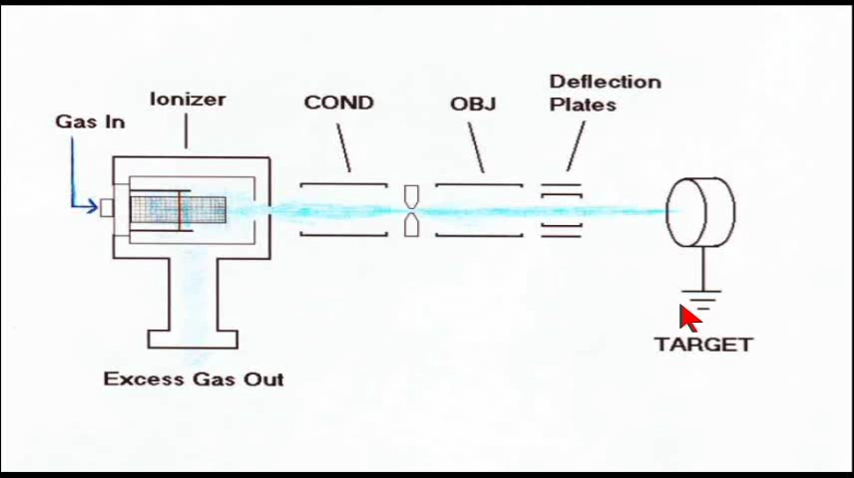 Gas In
Ionizer
COND
OBJ
Deflection
Plates
TARGET
Excess Gas Out